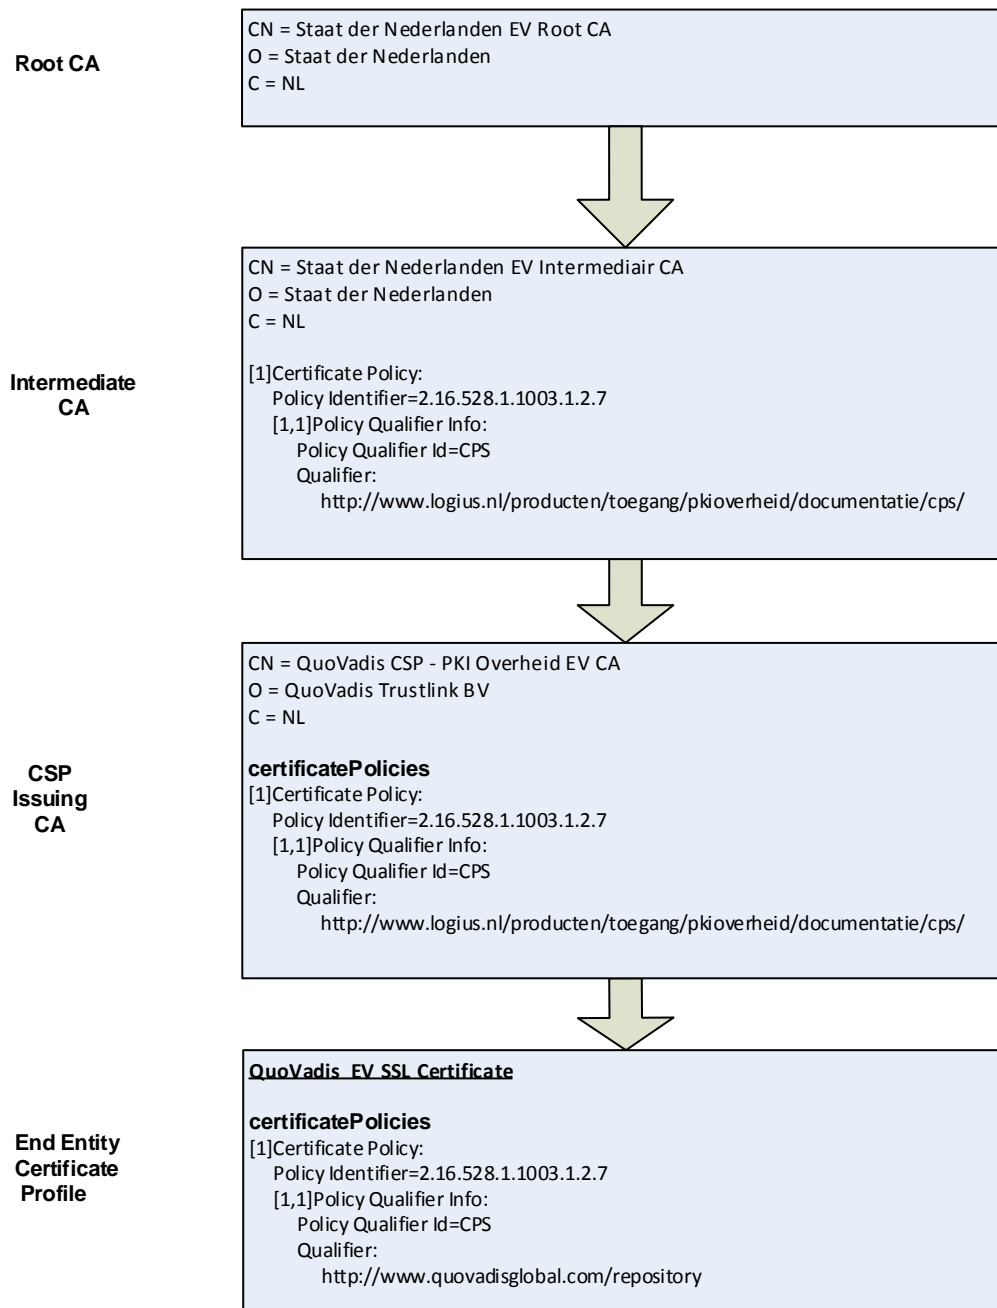 Root CA
CN = Staat der Nederlanden EV Root CA
O = Staat der Nederlanden
C = NL
Intermediate
CA
CN = Staat der Nederlanden EV Intermediair CA
O = Staat der Nederlanden
C = NL
[1]Certificate Policy:
Policy Identifier=2.16.528.1.1003.1.2.7
[1,1]Policy Qualifier Info:
Policy Qualifier Id=CPS
Qualifier:
http://www.logius.nl/producten/toegang/pkioverheid/documentatie/cps/
CSP
Issuing
CA
CN = QuoVadis CSP - PKI Overheid EV CA
O = QuoVadis Trustlink BV
C = NL
certificatePolicies
[1]Certificate Policy:
Policy Identifier=2.16.528.1.1003.1.2.7
[1,1]Policy Qualifier Info:
Policy Qualifier Id=CPS
Qualifier:
http://www.logius.nl/producten/toegang/pkioverheid/documentatie/cps/
End Entity
Certificate
Profile
QuoVadis EV SSL Certificate
certificatePolicies
[1]Certificate Policy:
Policy Identifier=2.16.528.1.1003.1.2.7
[1,1]Policy Qualifier Info:
Policy Qualifier Id=CPS
Qualifier:
http://www.quovadisglobal.com/repository